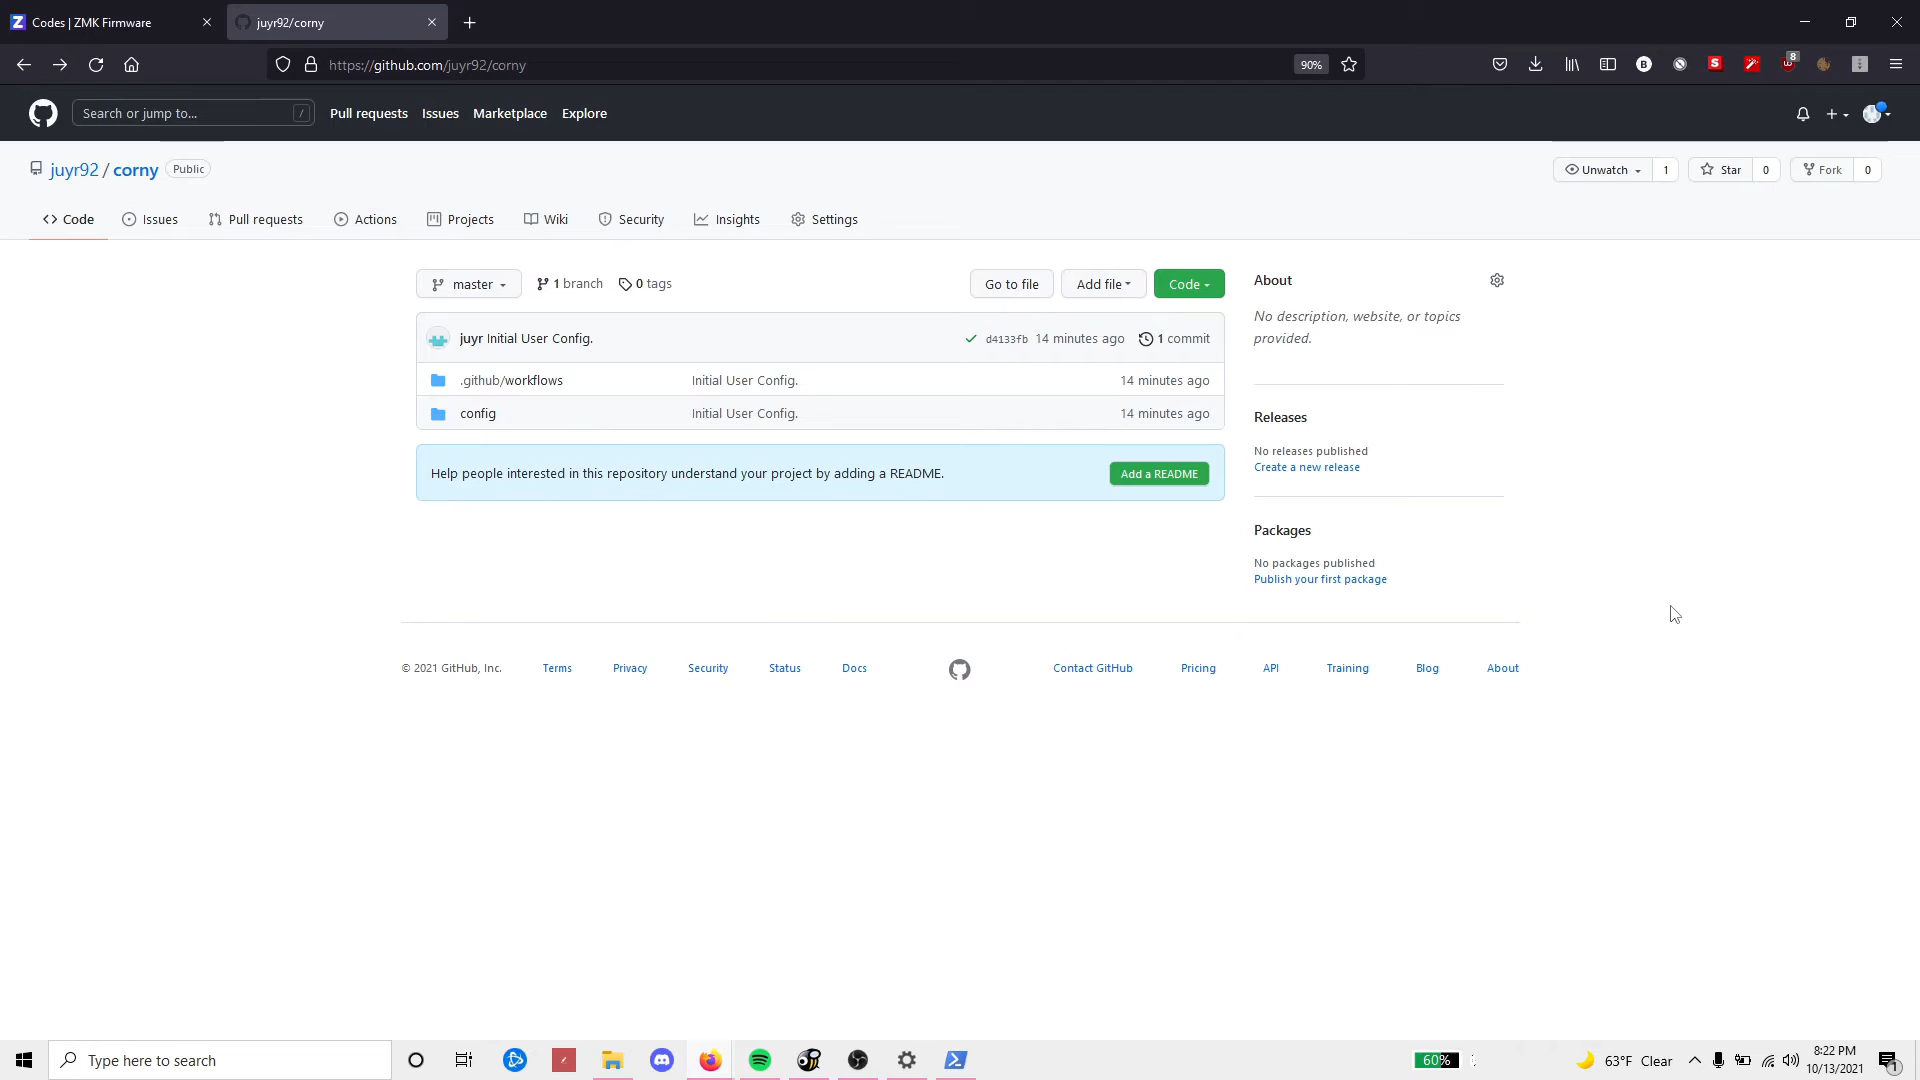 Codes | ZMK Firmware
juyr92/corny
https://github.com/juyr92/corny
90%
8
Search or jump to...
/
Pull requests
Issues
Marketplace
Explore
juyr92 / corny
Public
Unwatch
1
Star
0
Fork
0
Code
Issues
Pull requests
Actions
Projects
Wiki
Security
Insights
Settings
master
1 branch
0 tags
Go to file
Add file
Code
juyr Initial User Config.
d4133fb
14 minutes ago
1 commit
.github/workflows
Initial User Config.
14 minutes ago
config
Initial User Config.
14 minutes ago
Help people interested in this repository understand your project by adding a README.
Add a README
About
No description, website, or topics
provided.
Releases
No releases published
Create a new release
Packages
No packages published
Publish your first package
© 2021 GitHub, Inc.
Terms
Privacy
Security
Status
Docs
Contact GitHub
Pricing
API
Training
Blog
About
Type here to search
60%
63°F Clear
8:22 PM
10/13/2021
1